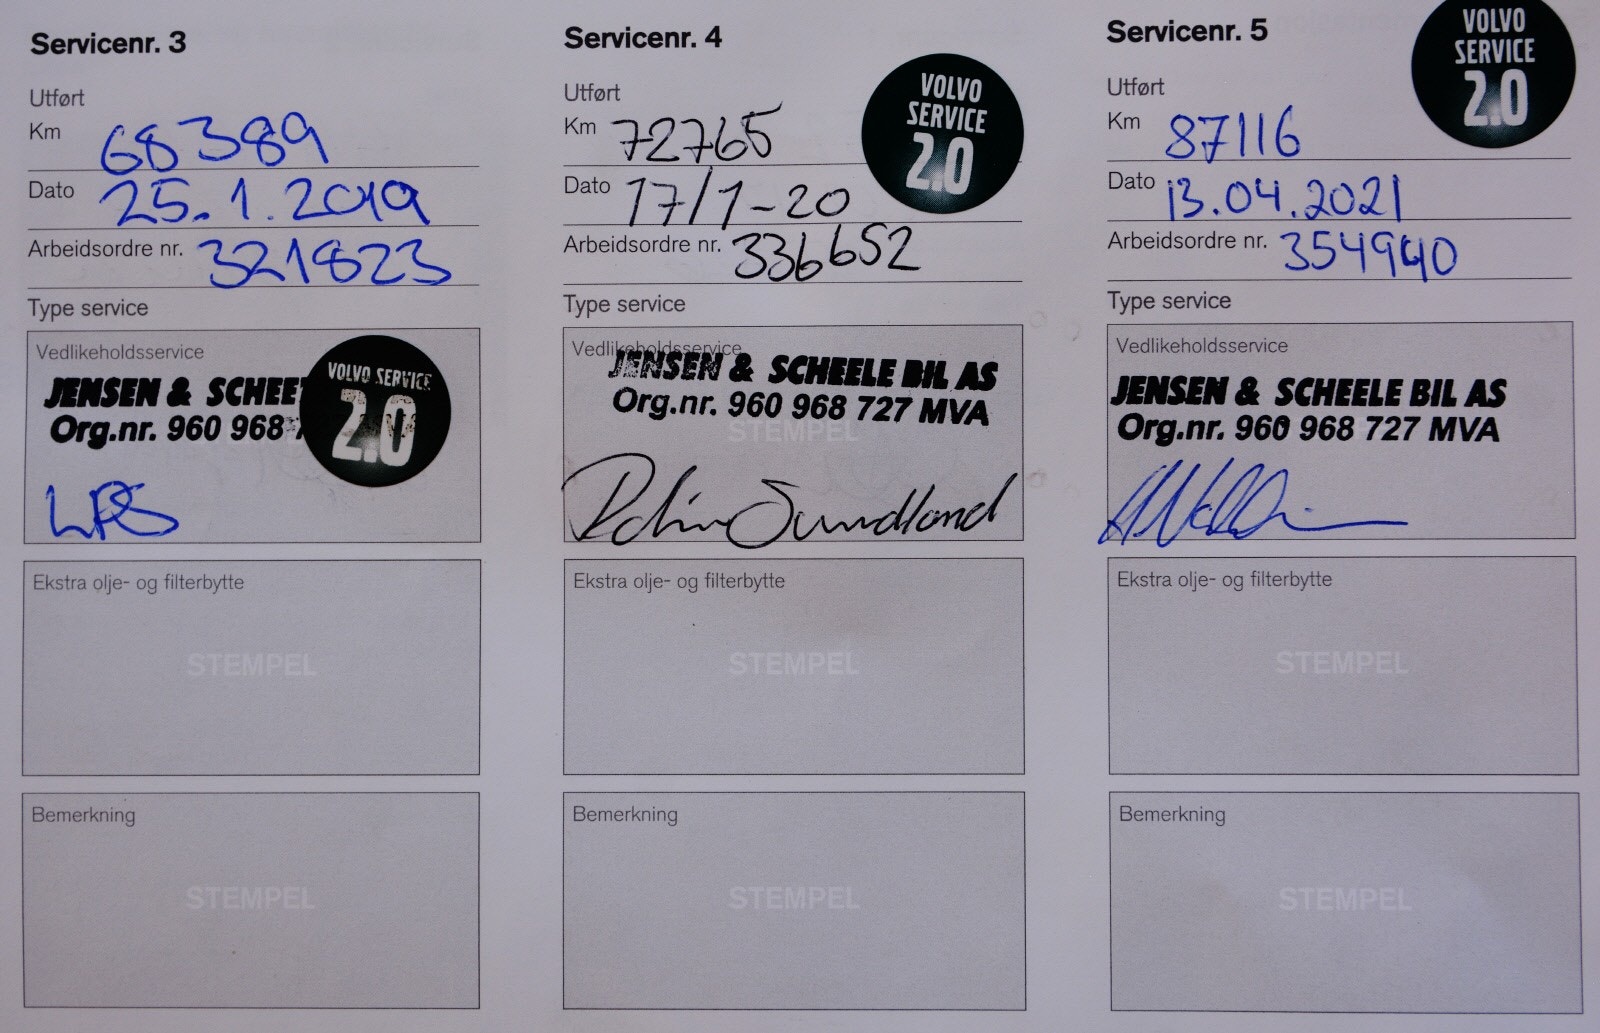 Servicenr. 3
Utført
Km 68389
Dato 25.1.2019
Arbeidsordre nr. 321823
Type service
Vedlikeholdsservice
JENSEN & SCHEE
Org.nr. 960 968 7
VOLVO SERVICE
2.0
Ekstra olje- og filterbytte
STEMPEL
Bemerkning
STEMPEL
Servicenr. 4
VOLVO
SERVICE
2.0
Utført
Km 72765
Dato 17/1-20
Arbeidsordre nr. 336652
Type service
Vedlikeholdsservice
JENSEN & SCHEELE BIL AS
Org.nr. 960 968 727 MVA
STEMPEL
Robin Sundland
Ekstra olje- og filterbytte
STEMPEL
Bemerkning
STEMPEL
Servicenr. 5
VOLVO
SERVICE
2.0
Utført
Km 87116
Dato 13.04.2021
Arbeidsordre nr. 354940
Type service
Vedlikeholdsservice
JENSEN & SCHEELE BIL AS
Org.nr. 960 968 727 MVA
Ekstra olje- og filterbytte
STEMPEL
Bemerkning
STEMPEL